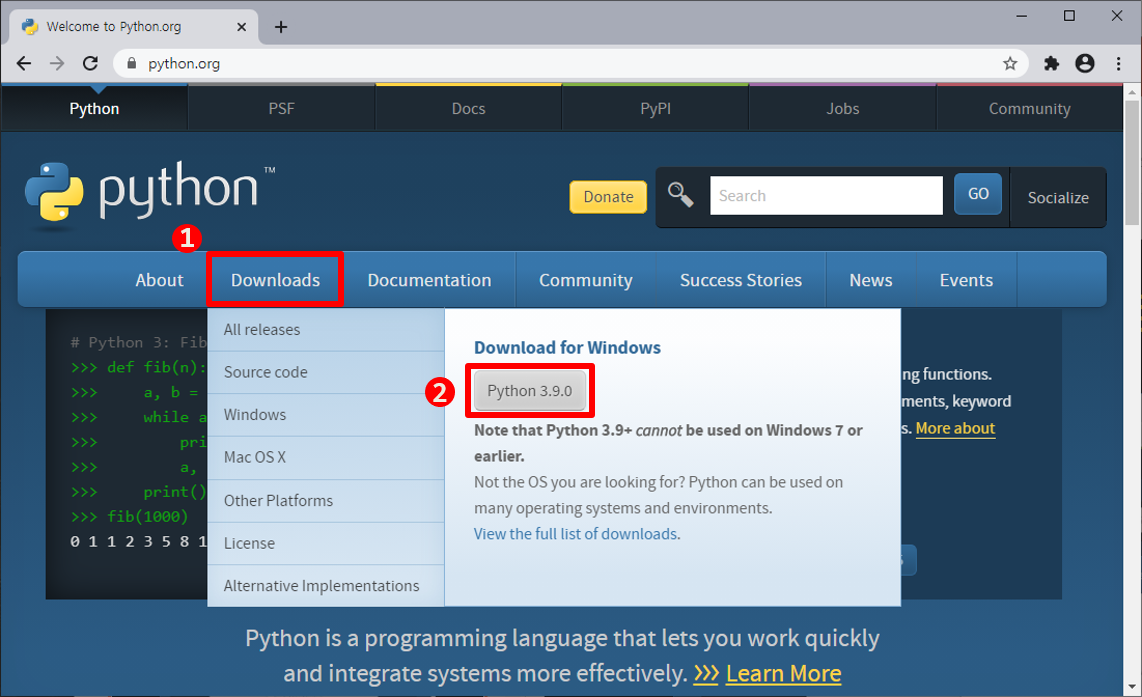 Welcome to Python.org
python.org
Python PSF Docs PyPI Jobs Community
python™
Donate Search GO Socialize
1
About Downloads Documentation Community Success Stories News Events
# Python 3: Fib
>>> def fib(n):
>>> a, b =
>>> while a
>>> pri
>>> a,
>>> print()
>>> fib(1000)
0 1 1 2 3 5 8 1
All releases
Source code
Windows
Mac OS X
Other Platforms
License
Alternative Implementations
Download for Windows
2
Python 3.9.0
Note that Python 3.9+ cannot be used on Windows 7 or
earlier.
Not the OS you are looking for? Python can be used on
many operating systems and environments.
View the full list of downloads.
ng functions.
ments, keyword
s. More about
Python is a programming language that lets you work quickly
and integrate systems more effectively. >>> Learn More